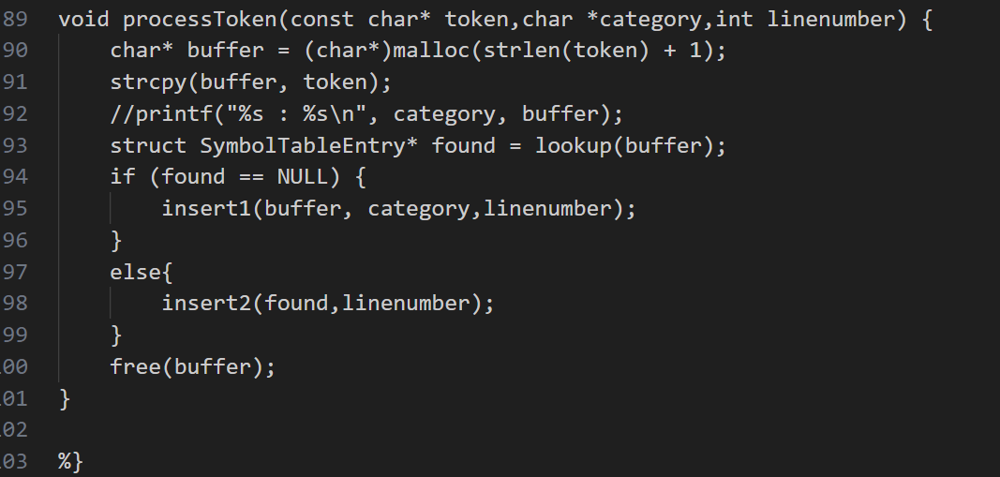 89 void processToken(const char* token,char *category,int linenumber) {
90 char* buffer = (char*)malloc(strlen(token) + 1);
91 strcpy(buffer, token);
92 //printf("%s : %s\n", category, buffer);
93 struct SymbolTableEntry* found = lookup(buffer);
94 if (found == NULL) {
95 insert1(buffer, category,linenumber);
96 }
97 else{
98 insert2(found,linenumber);
99 }
00 free(buffer);
01 }
02
03 %}